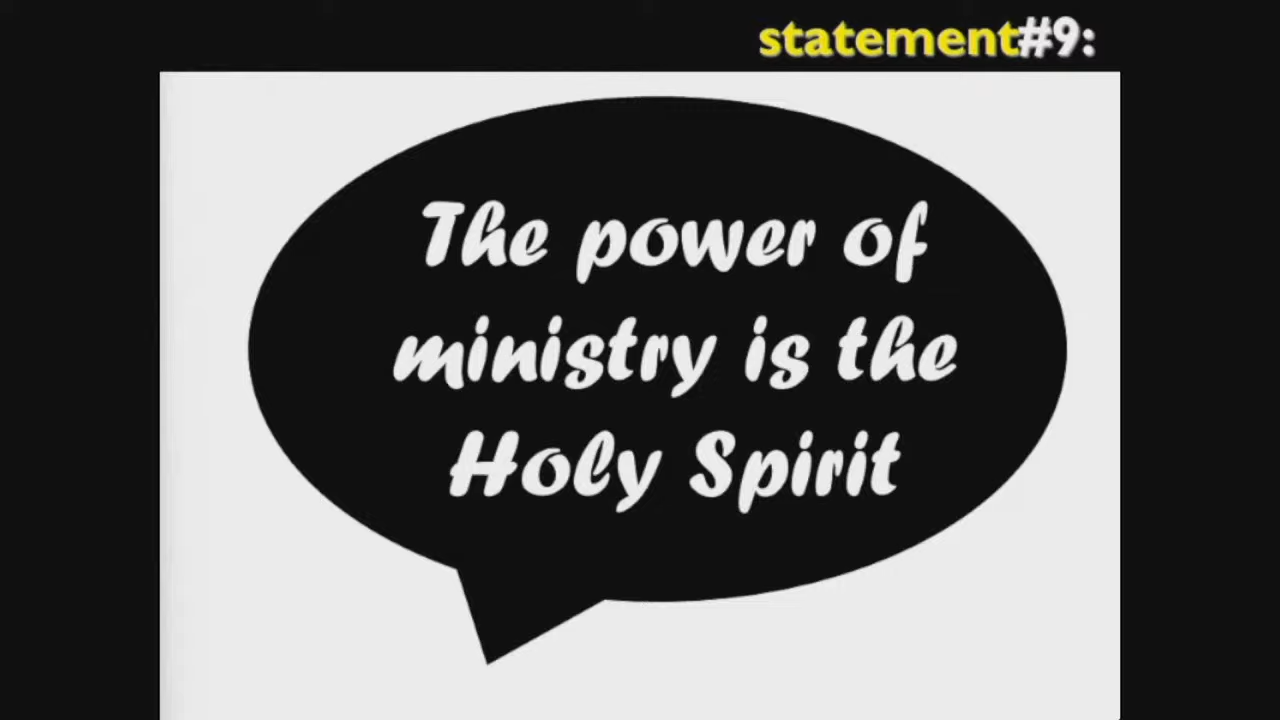 statement#9:
The power of
ministry is the
Holy Spirit